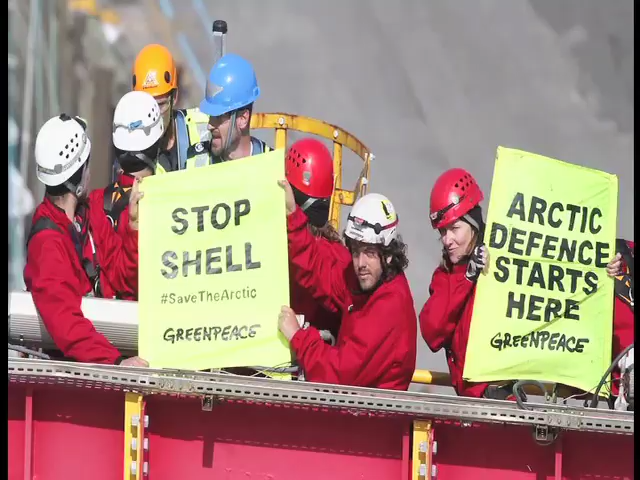 STOP
SHELL
#SaveTheArctic
GREENPEACE
ARCTIC
DEFENCE
STARTS
HERE
GREENPEACE